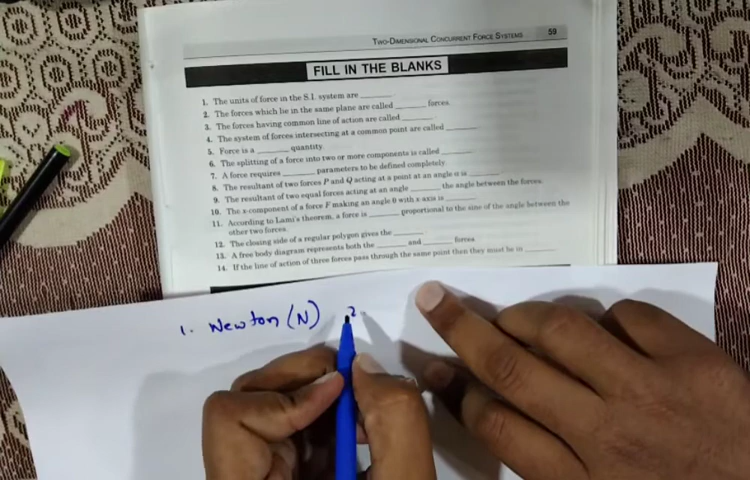 TWO-DIMENSIONAL CONCURRENT FORCE SYSTEMS 59
FILL IN THE BLANKS
1. The units of force in the S.I. system are ________.
2. The forces which lie in the same plane are called ________ forces.
3. The forces having common line of action are called ________.
4. The system of forces intersecting at a common point are called ________
5. Force is a ________ quantity.
6. The splitting of a force into two or more components is called ________
7. A force requires ________ parameters to be defined completely.
8. The resultant of two forces P and Q acting at a point at an angle α is ________
9. The resultant of two equal forces acting at an angle ________ the angle between the forces.
10. The x-component of a force F making an angle θ with x-axis is ________
11. According to Lami's theorem, a force is ________ proportional to the sine of the angle between the
other two forces.
12. The closing side of a regular polygon gives the ________
13. A free body diagram represents both the ________ and ________ forces
14. If the line of action of three forces pass through the same point then they must be in ________
1. Newton (N) 2.